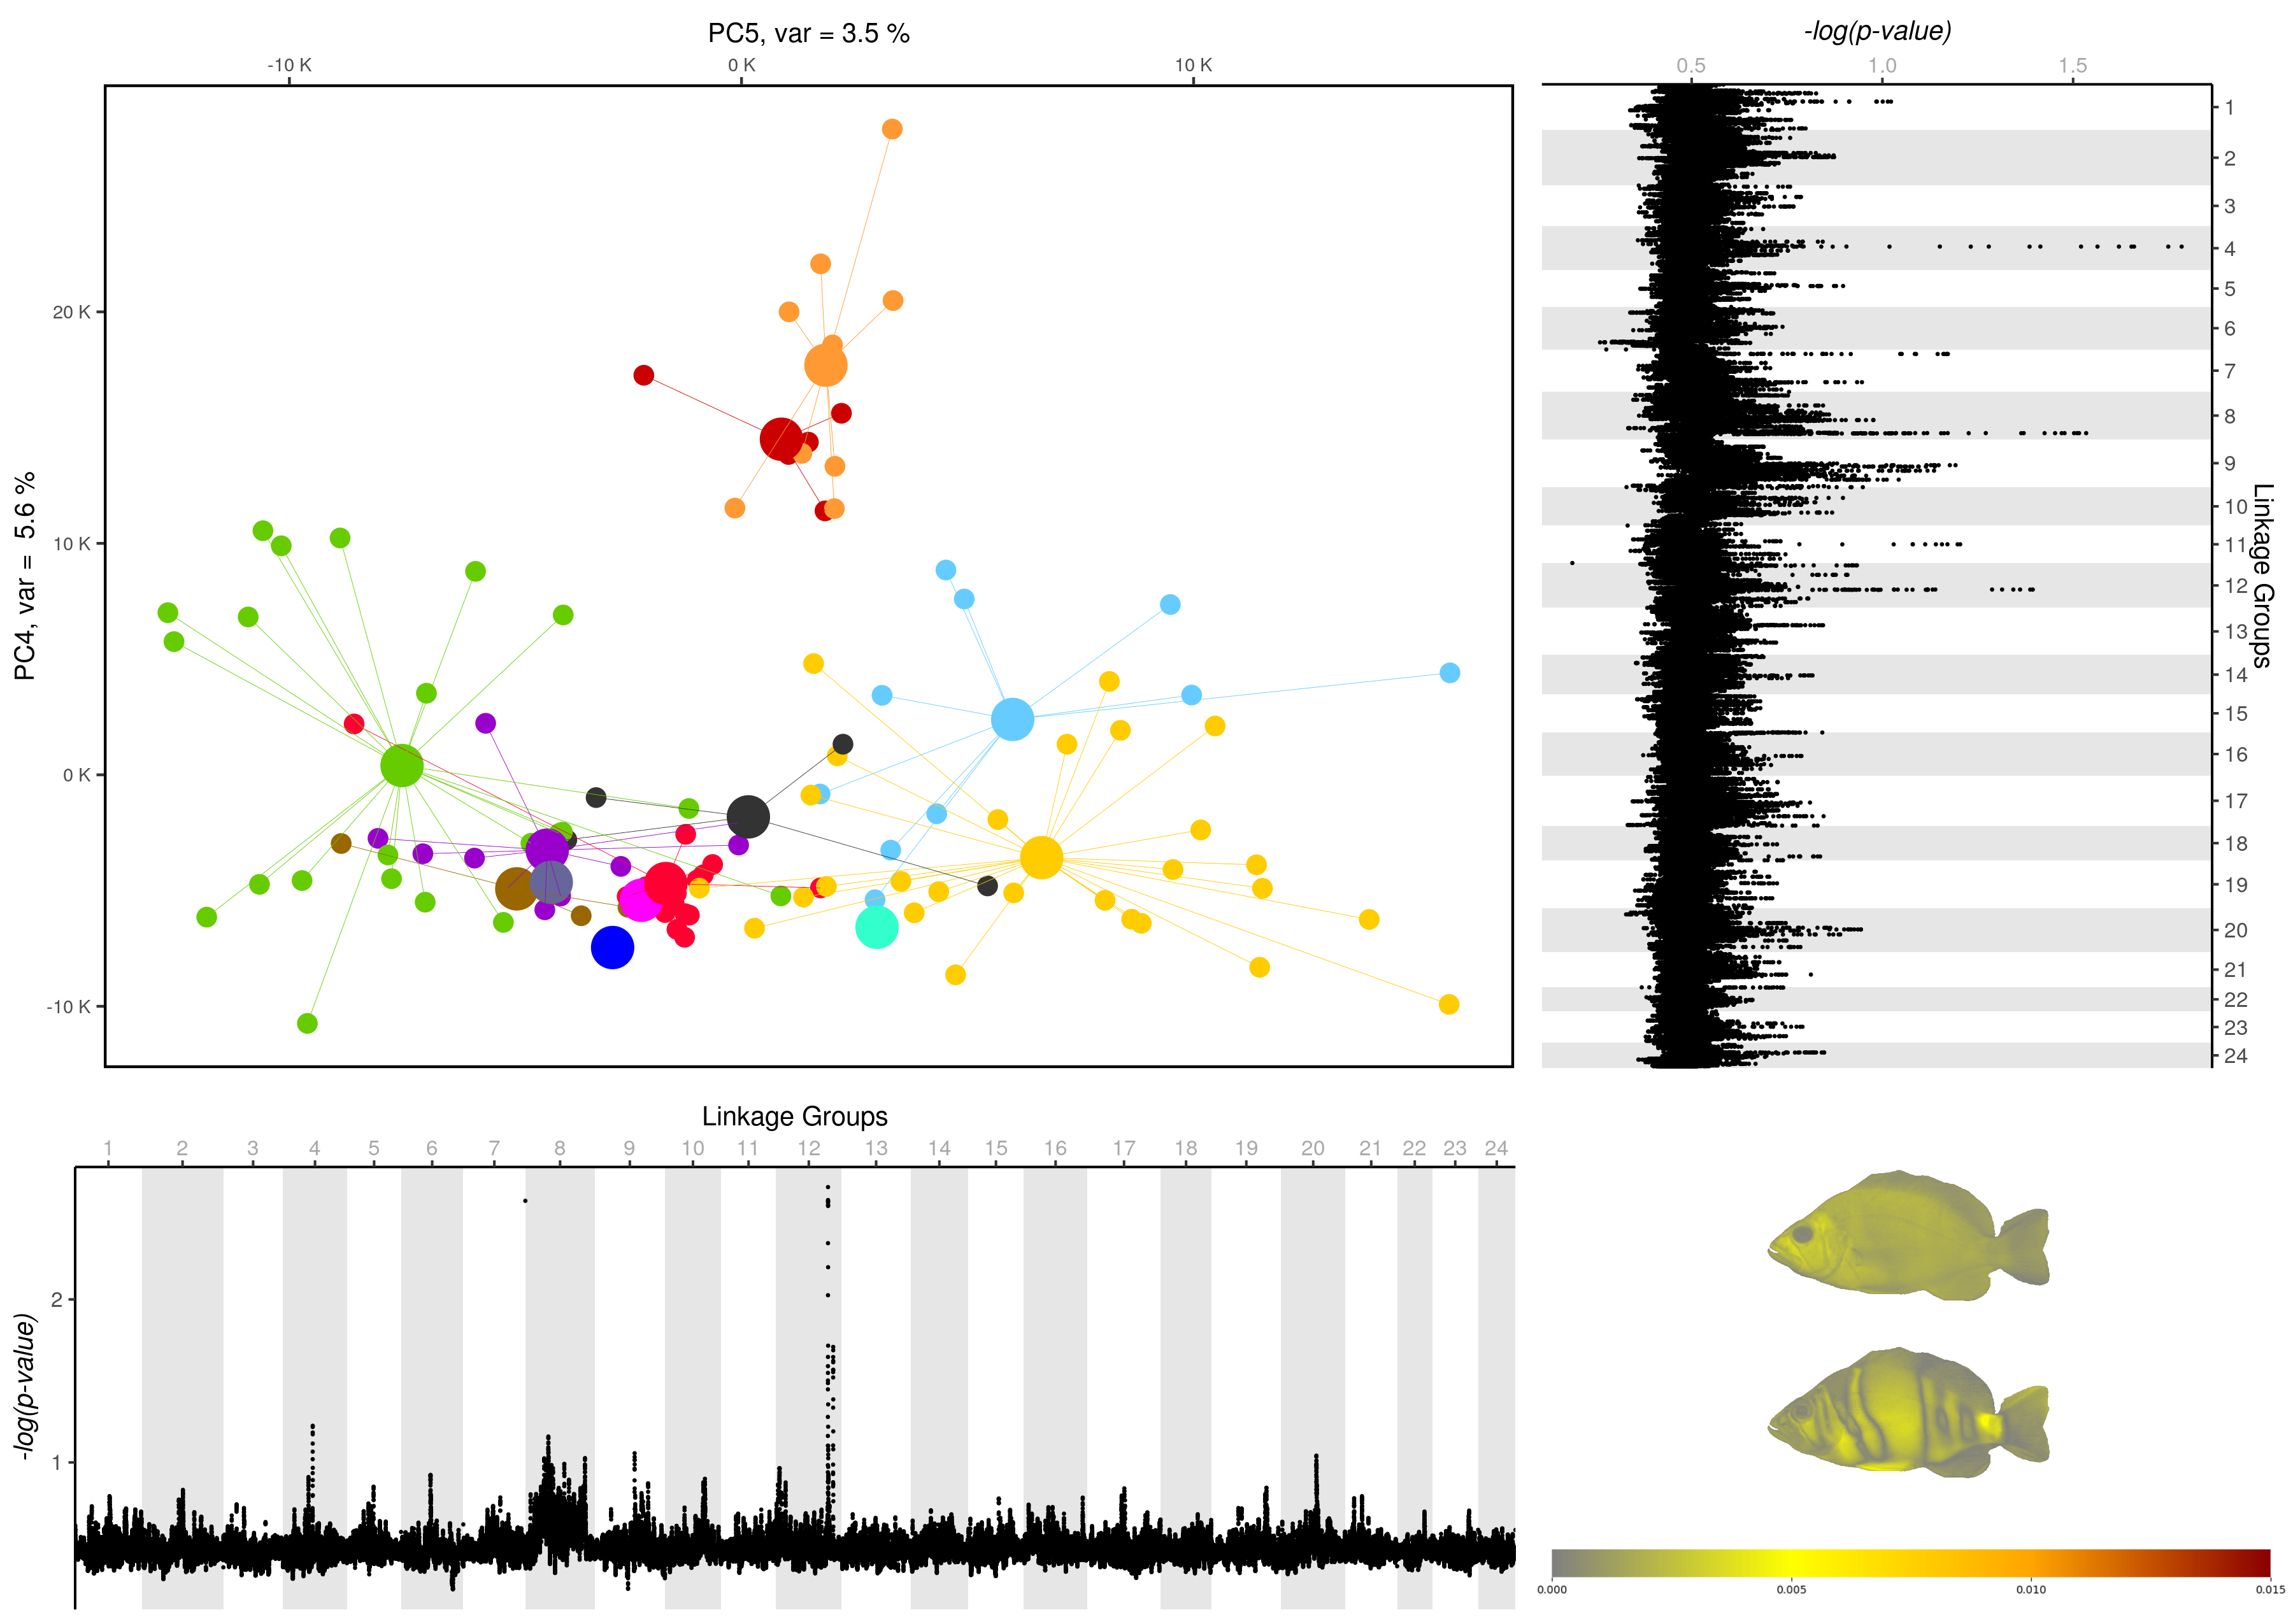 PC5, var = 3.5 %
-10 K 0 K 10 K
PC4, var = 5.6 %
20 K
10 K
0 K
-10 K
-log(p-value)
0.5 1.0 1.5
1
2
3
4
5
6
7
8
9
10
11
12
13
14
15
16
17
18
19
20
21
22
23
24
Linkage Groups
Linkage Groups
1 2 3 4 5 6 7 8 9 10 11 12 13 14 15 16 17 18 19 20 21 22 23 24
-log(p-value)
2
1
0.000 0.005 0.010 0.015